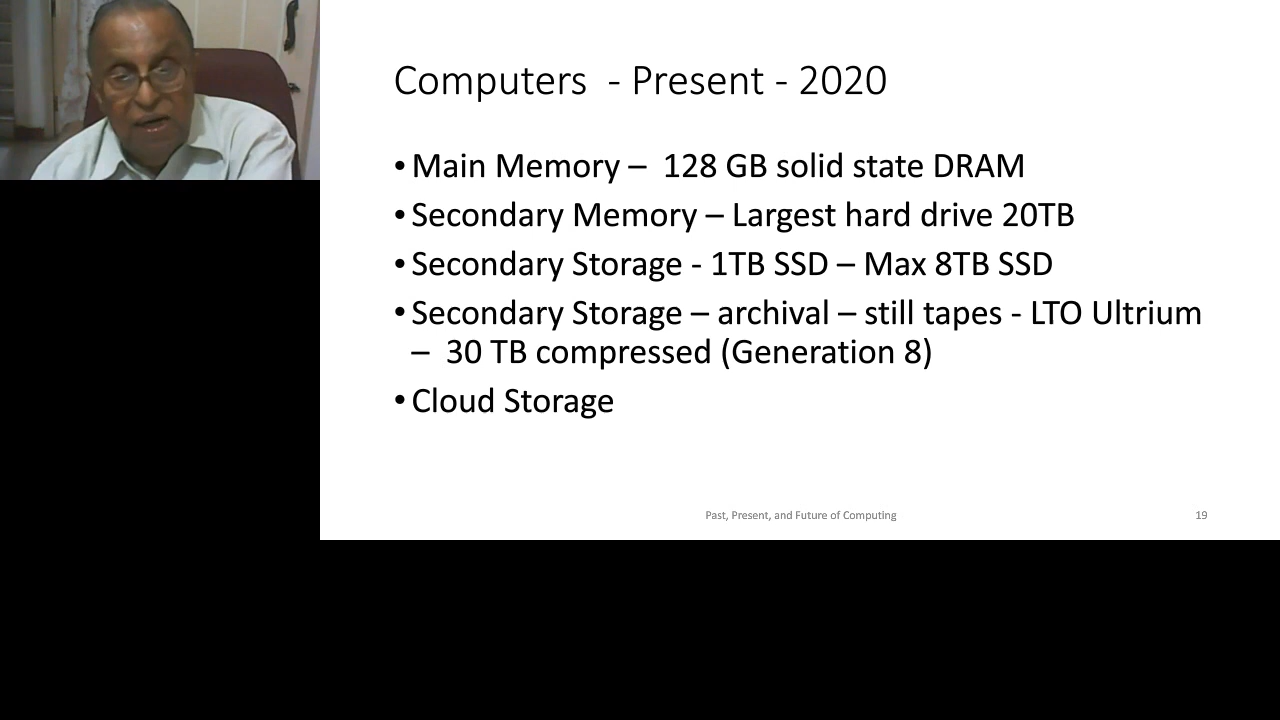 Computers  - Present - 2020
•Main Memory –  128 GB solid state DRAM
•Secondary Memory – Largest hard drive 20TB
•Secondary Storage - 1TB SSD – Max 8TB SSD
•Secondary Storage – archival – still tapes - LTO Ultrium
–  30 TB compressed (Generation 8)
•Cloud Storage
Past, Present, and Future of Computing
19